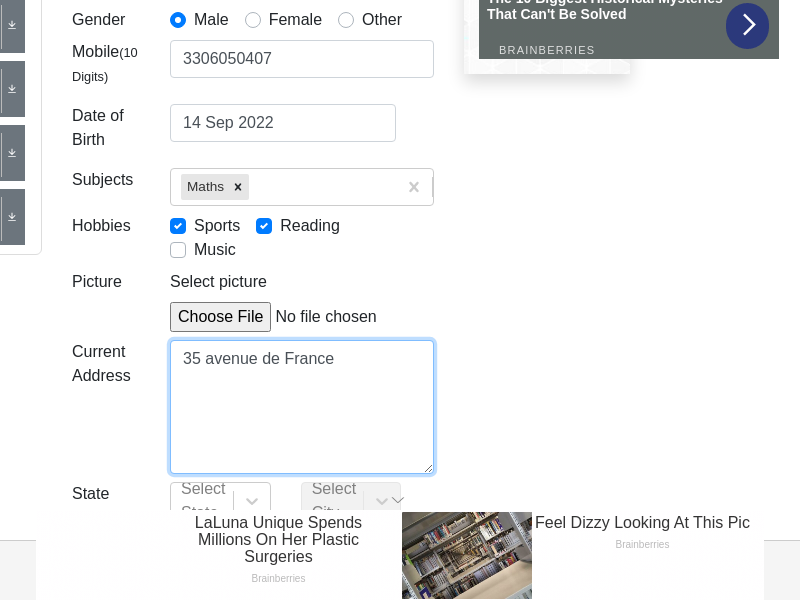 Gender Male Female Other
The 10 Biggest Historical Mysteries
That Can't Be Solved
BRAINBERRIES
Mobile(10 Digits) 3306050407
Date of Birth 14 Sep 2022
Subjects Maths
Hobbies Sports Reading
Music
Picture Select picture
Choose File No file chosen
Current Address 35 avenue de France
State Select State Select City
LaLuna Unique Spends
Millions On Her Plastic
Surgeries
Brainberries
Feel Dizzy Looking At This Pic
Brainberries